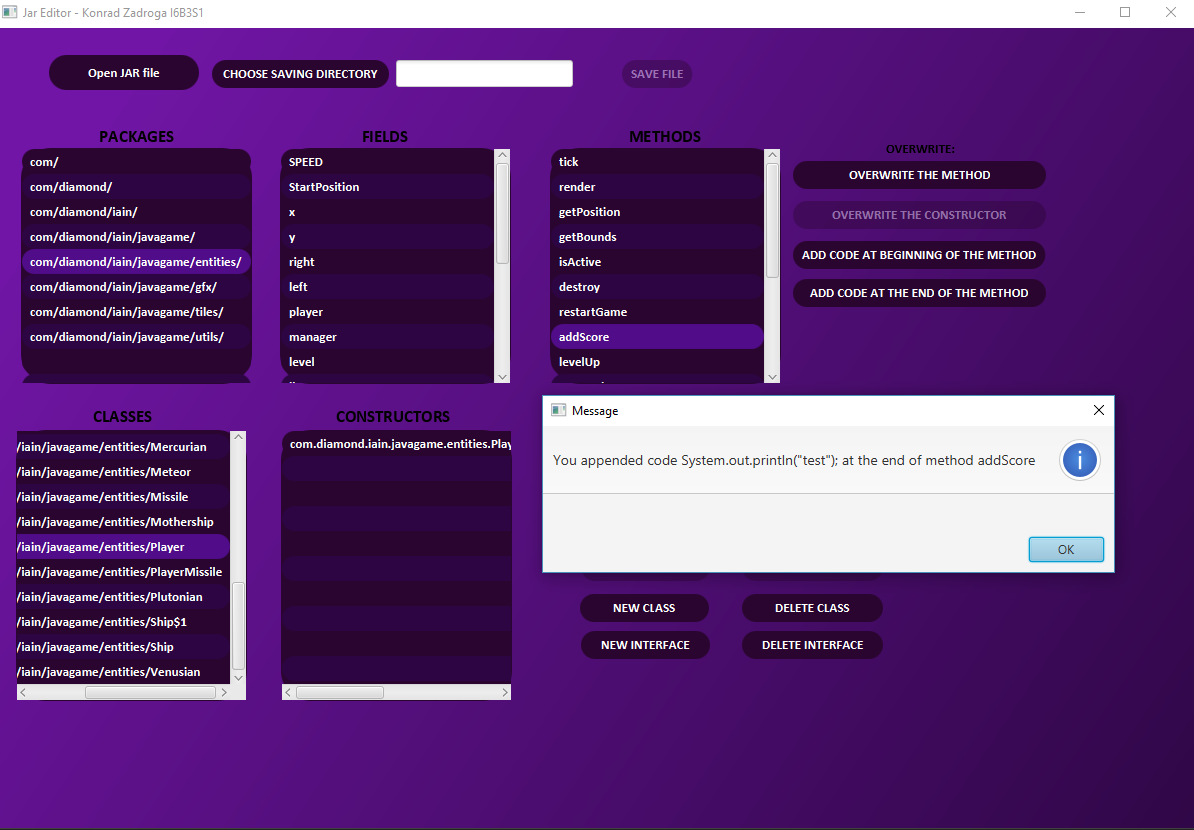 Jar Editor - Konrad Zadroga I6B3S1
Open JAR file
CHOOSE SAVING DIRECTORY
SAVE FILE
PACKAGES
com/
com/diamond/
com/diamond/iain/
com/diamond/iain/javagame/
com/diamond/iain/javagame/entities/
com/diamond/iain/javagame/gfx/
com/diamond/iain/javagame/tiles/
com/diamond/iain/javagame/utils/
FIELDS
SPEED
StartPosition
x
y
right
left
player
manager
level
METHODS
tick
render
getPosition
getBounds
isActive
destroy
restartGame
addScore
levelUp
OVERWRITE:
OVERWRITE THE METHOD
OVERWRITE THE CONSTRUCTOR
ADD CODE AT BEGINNING OF THE METHOD
ADD CODE AT THE END OF THE METHOD
CLASSES
/iain/javagame/entities/Mercurian
/iain/javagame/entities/Meteor
/iain/javagame/entities/Missile
/iain/javagame/entities/Mothership
/iain/javagame/entities/Player
/iain/javagame/entities/PlayerMissile
/iain/javagame/entities/Plutonian
/iain/javagame/entities/Ship$1
/iain/javagame/entities/Ship
/iain/javagame/entities/Venusian
CONSTRUCTORS
com.diamond.iain.javagame.entities.Play
Message
You appended code System.out.println("test"); at the end of method addScore
OK
NEW CLASS
DELETE CLASS
NEW INTERFACE
DELETE INTERFACE